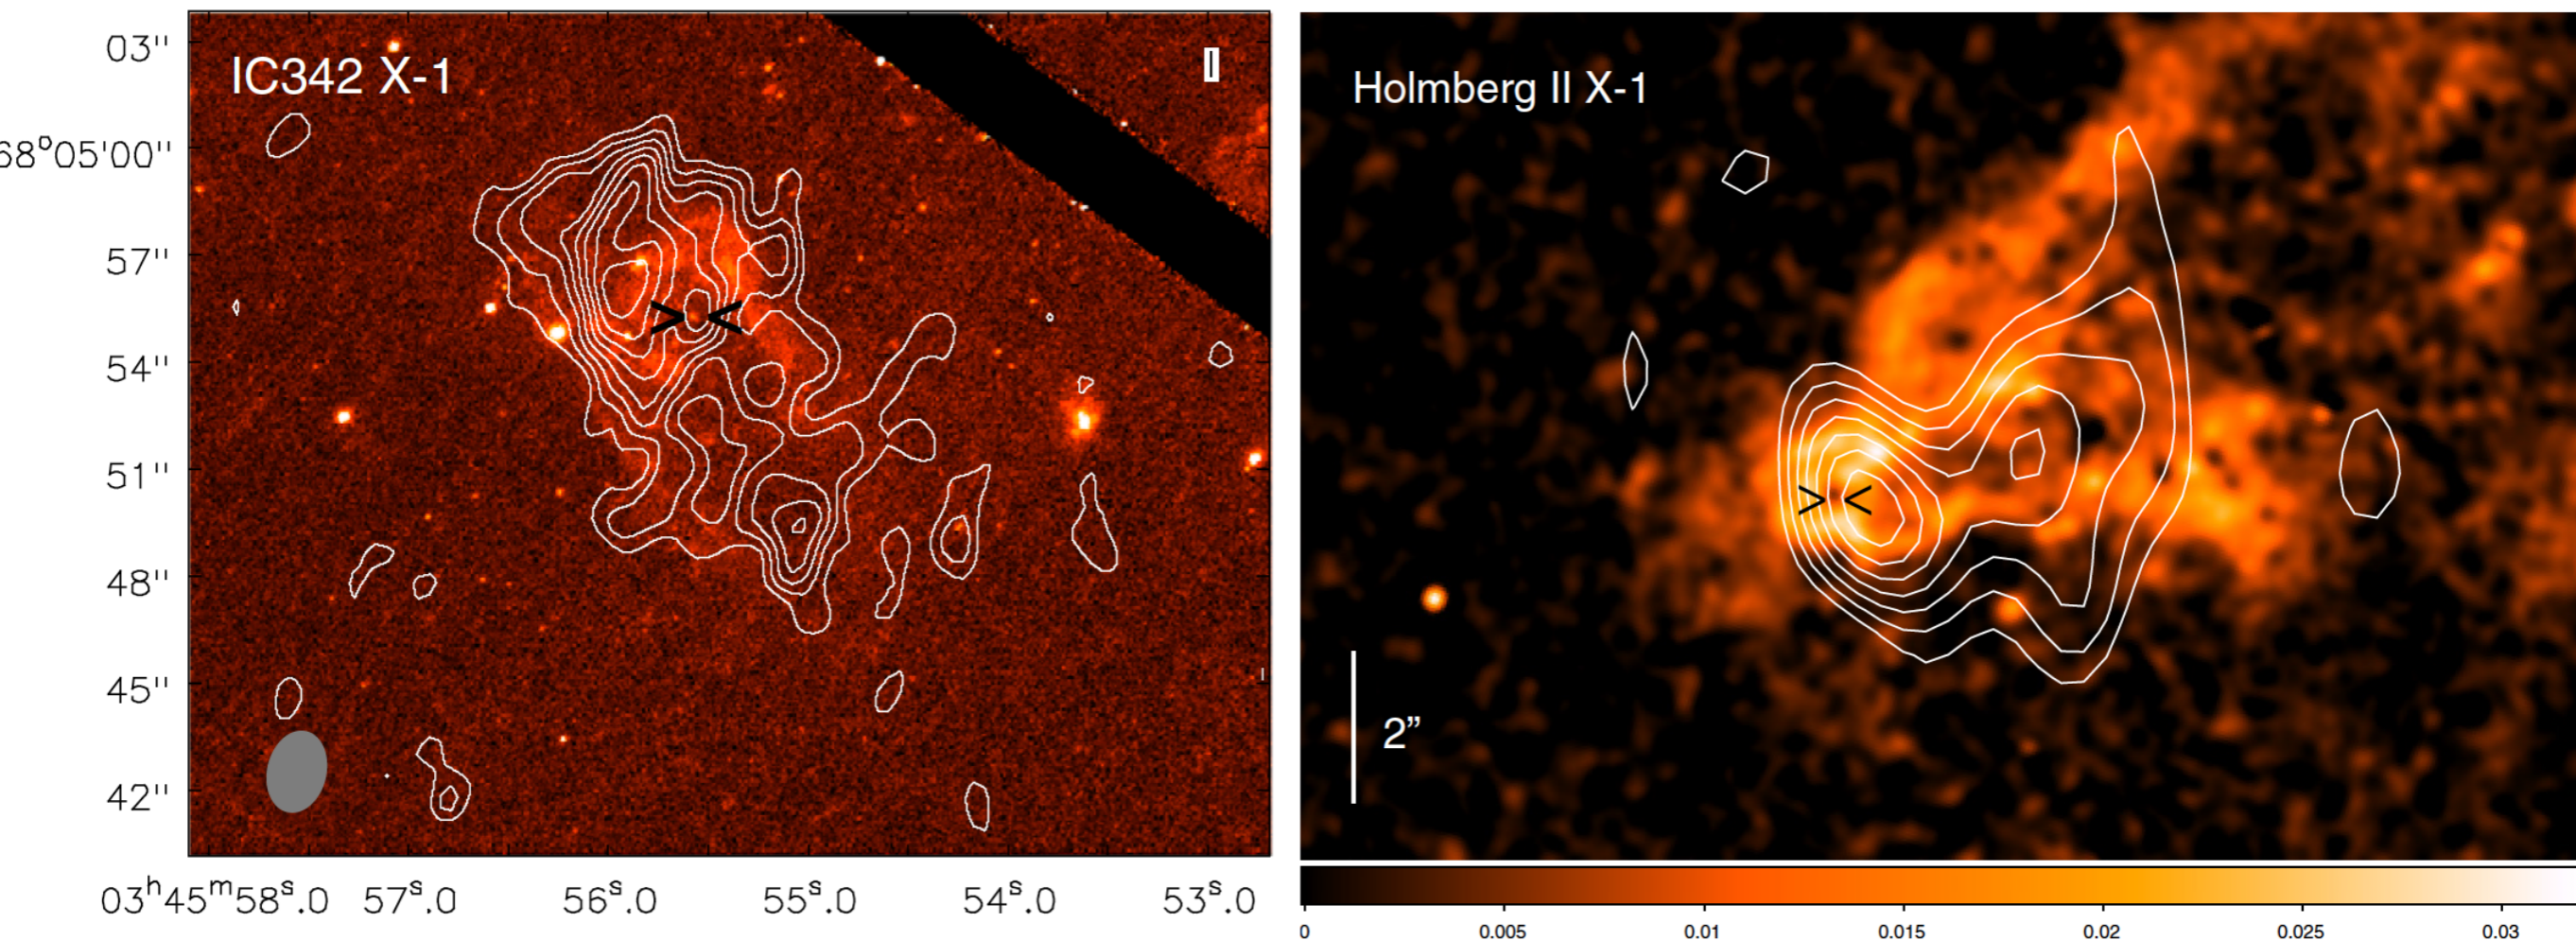 IC342 X-1
I
03"
68°05'00"
57"
54"
51"
48"
45"
42"
03ʰ45ᵐ58ˢ.0 57ˢ.0 56ˢ.0 55ˢ.0 54ˢ.0 53ˢ.0
> <
Holmberg II X-1
> <
2”
0 0.005 0.01 0.015 0.02 0.025 0.03